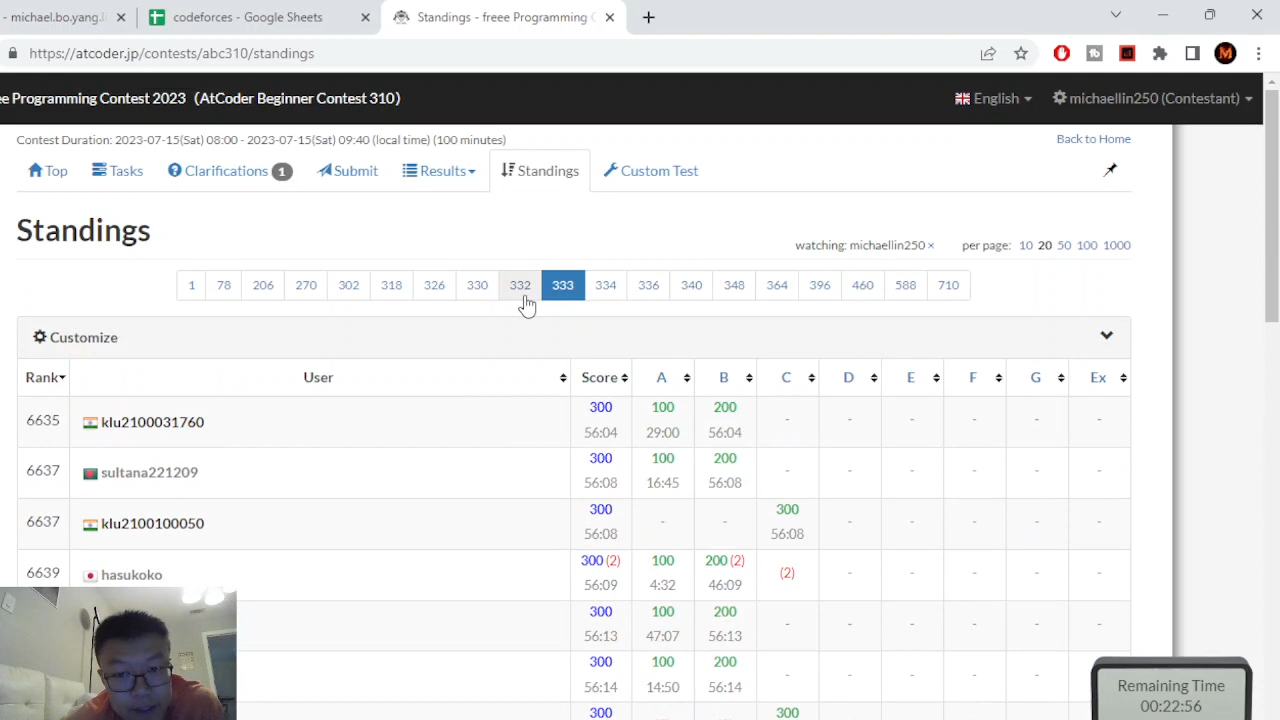 - michael.bo.yang.li ×
codeforces - Google Sheets ×
Standings - freee Programming C × +
https://atcoder.jp/contests/abc310/standings
ee Programming Contest 2023 (AtCoder Beginner Contest 310) English michaellin250 (Contestant)
Contest Duration: 2023-07-15(Sat) 08:00 - 2023-07-15(Sat) 09:40 (local time) (100 minutes) Back to Home
Top Tasks Clarifications 1 Submit Results Standings Custom Test
Standings
watching: michaellin250 × per page: 10 20 50 100 1000
1 78 206 270 302 318 326 330 332 333 334 336 340 348 364 396 460 588 710
Customize
Rank User Score A B C D E F G Ex
6635 klu2100031760 300 100 200 - - - - - -
56:04 29:00 56:04
6637 sultana221209 300 100 200 - - - - - -
56:08 16:45 56:08
6637 klu2100100050 300 - - 300 - - - - -
56:08 56:08
6639 hasukoko 300 (2) 100 200 (2) (2) - - - - -
56:09 4:32 46:09
300 100 200 - - - - - -
56:13 47:07 56:13
300 100 200 - - - - - -
56:14 14:50 56:14
300 300
Remaining Time
00:22:56